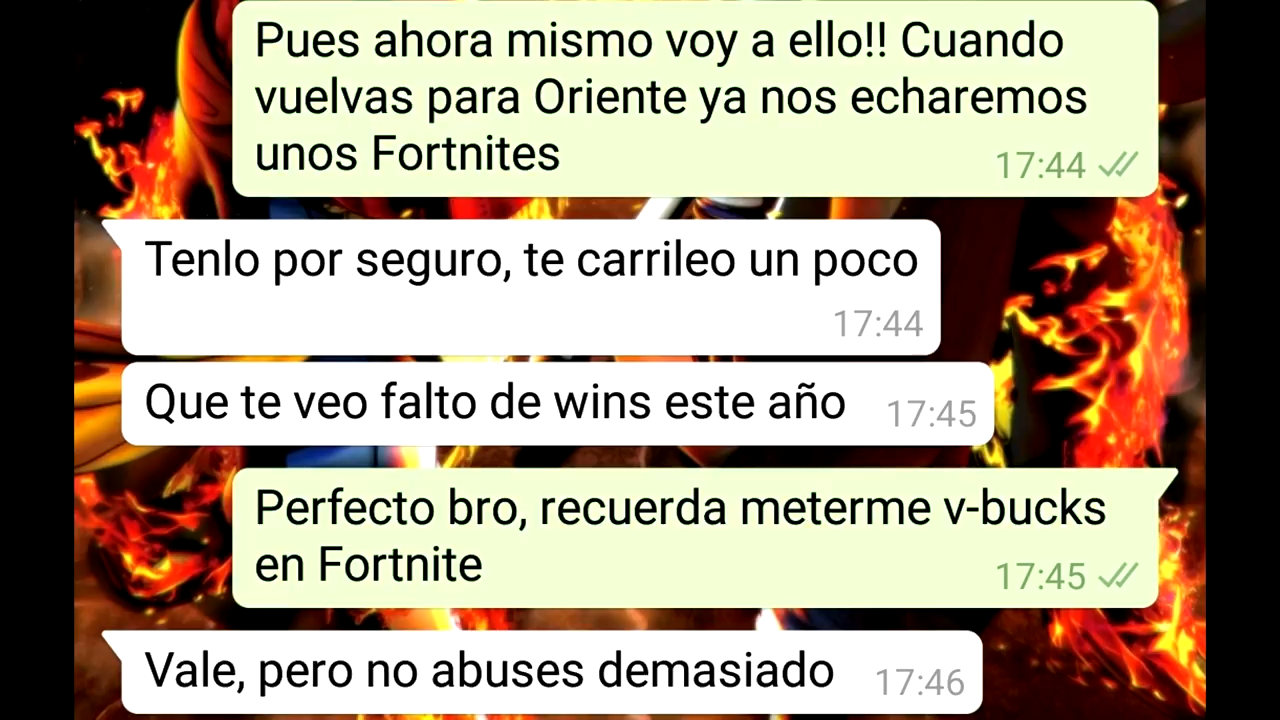 Pues ahora mismo voy a ello!! Cuando
vuelvas para Oriente ya nos echaremos
unos Fortnites
17:44
Tenlo por seguro, te carrileo un poco
17:44
Que te veo falto de wins este año
17:45
Perfecto bro, recuerda meterme v-bucks
en Fortnite
17:45
Vale, pero no abuses demasiado
17:46